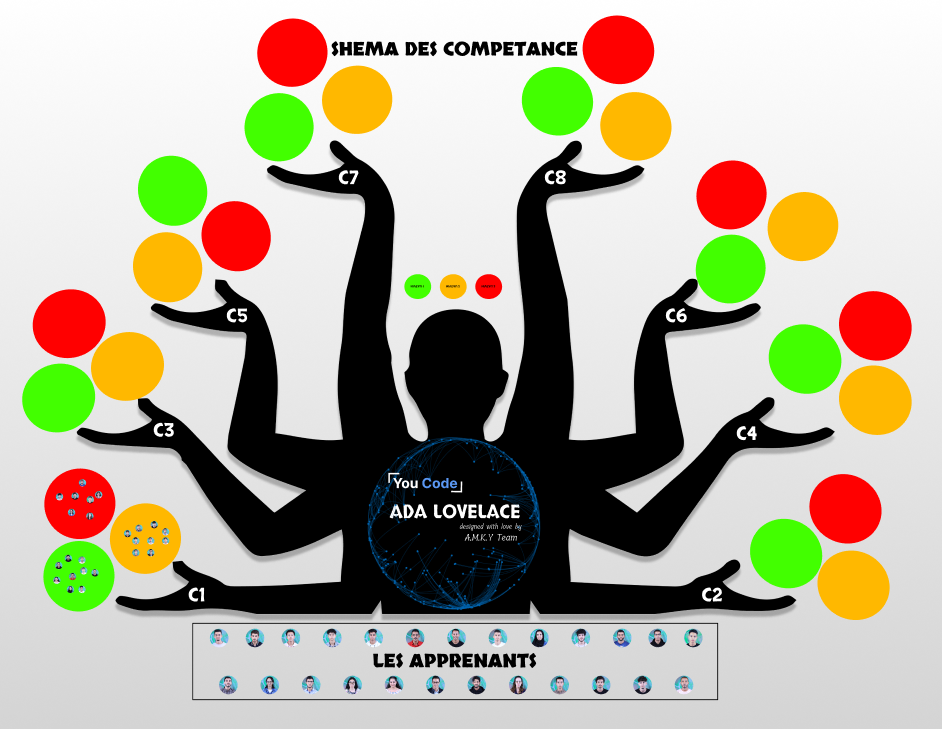 SHEMA DES COMPETANCE
C7
C8
C5
C6
C3
C4
You Code
ADA LOVELACE
designed with love by
A.M.K.Y Team
C1
C2
LES APPRENANTS